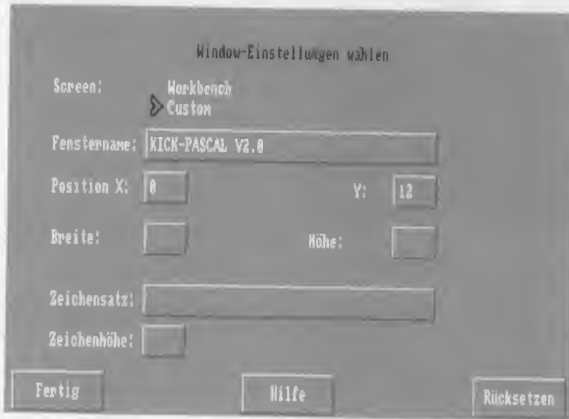 Window-Einstellungen wählen
Screen: Workbench
Custom
Fenstername: KICK-PASCAL V2.0
Position X: 0 Y: 12
Breite: Höhe:
Zeichensatz:
Zeichenhöhe:
Fertig Hilfe Rücksetzen